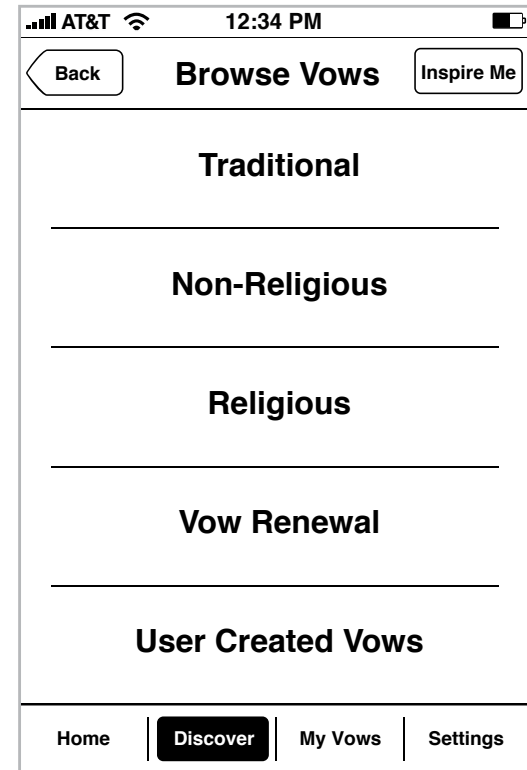 AT&T 12:34 PM
Back Browse Vows Inspire Me
Traditional
Non-Religious
Religious
Vow Renewal
User Created Vows
Home Discover My Vows Settings